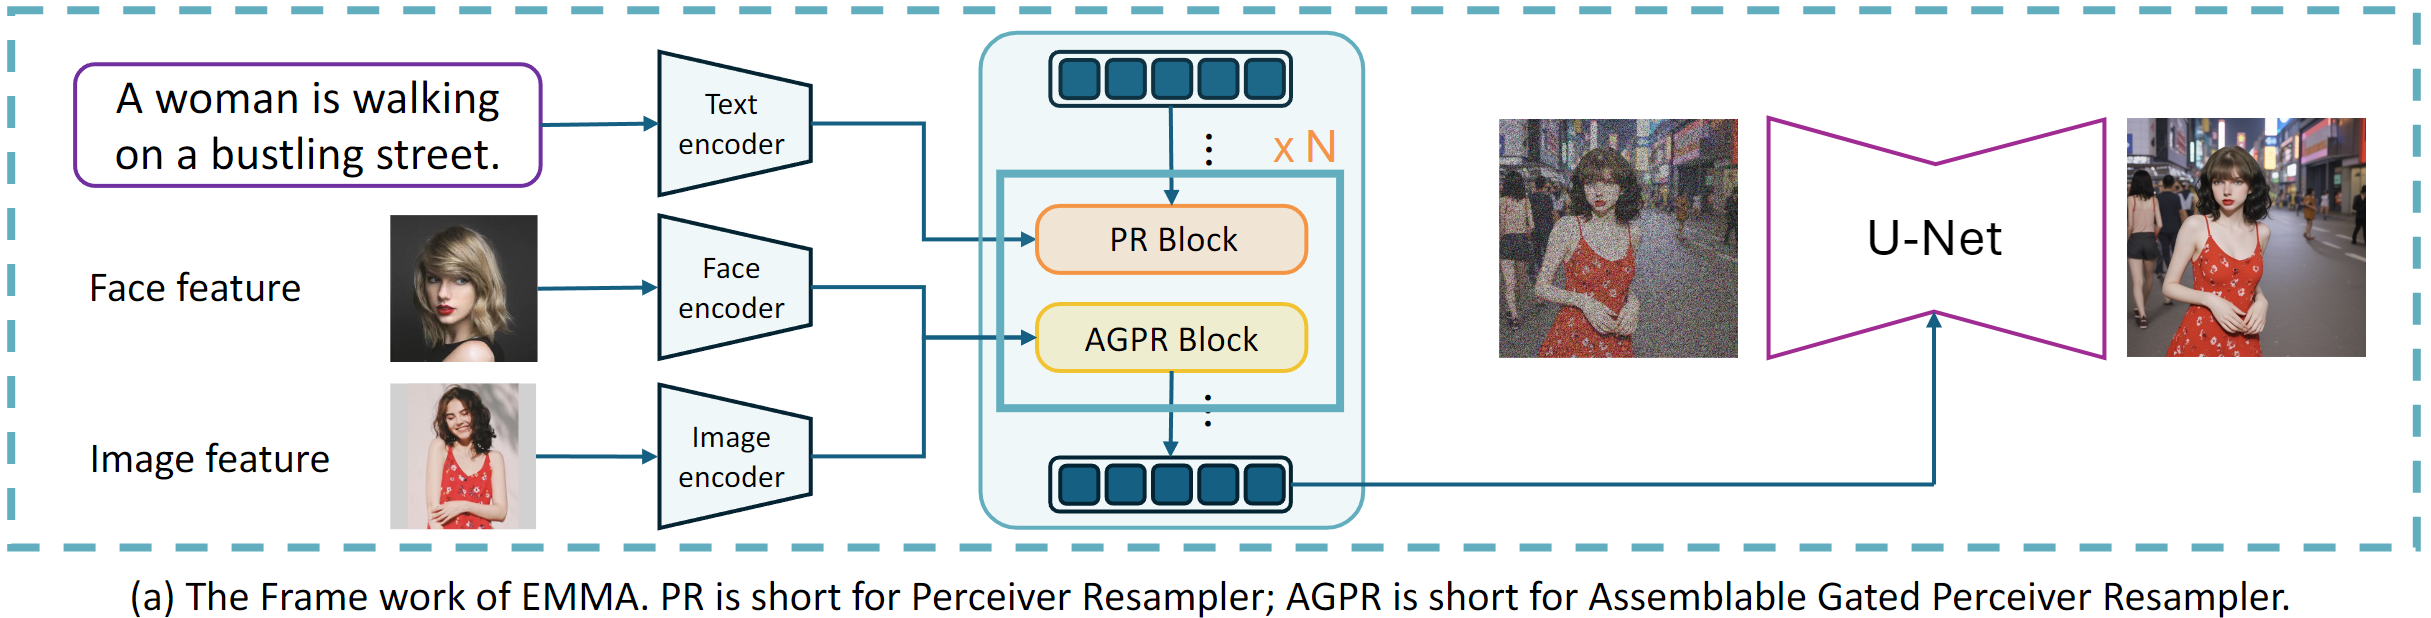 A woman is walking
on a bustling street.
Text
encoder
Face feature
Face
encoder
Image feature
Image
encoder
x N
PR Block
AGPR Block
U-Net
(a) The Frame work of EMMA. PR is short for Perceiver Resampler; AGPR is short for Assemblable Gated Perceiver Resampler.